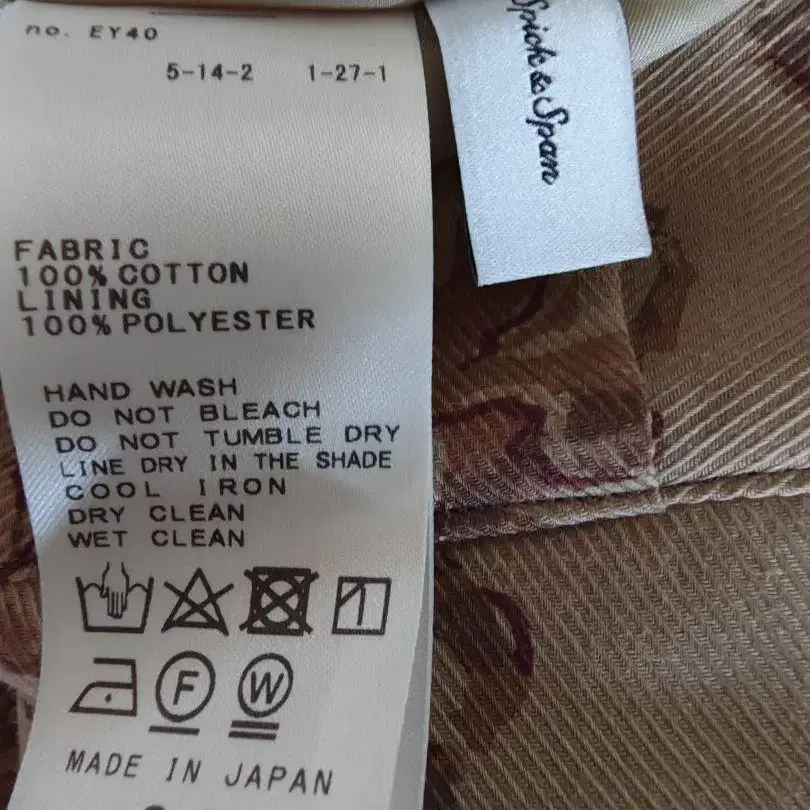 no. EY40
5-14-2 1-27-1
FABRIC
100% COTTON
LINING
100% POLYESTER
HAND WASH
DO NOT BLEACH
DO NOT TUMBLE DRY
LINE DRY IN THE SHADE
COOL IRON
DRY CLEAN
WET CLEAN
F W
MADE IN JAPAN
Spick & Span